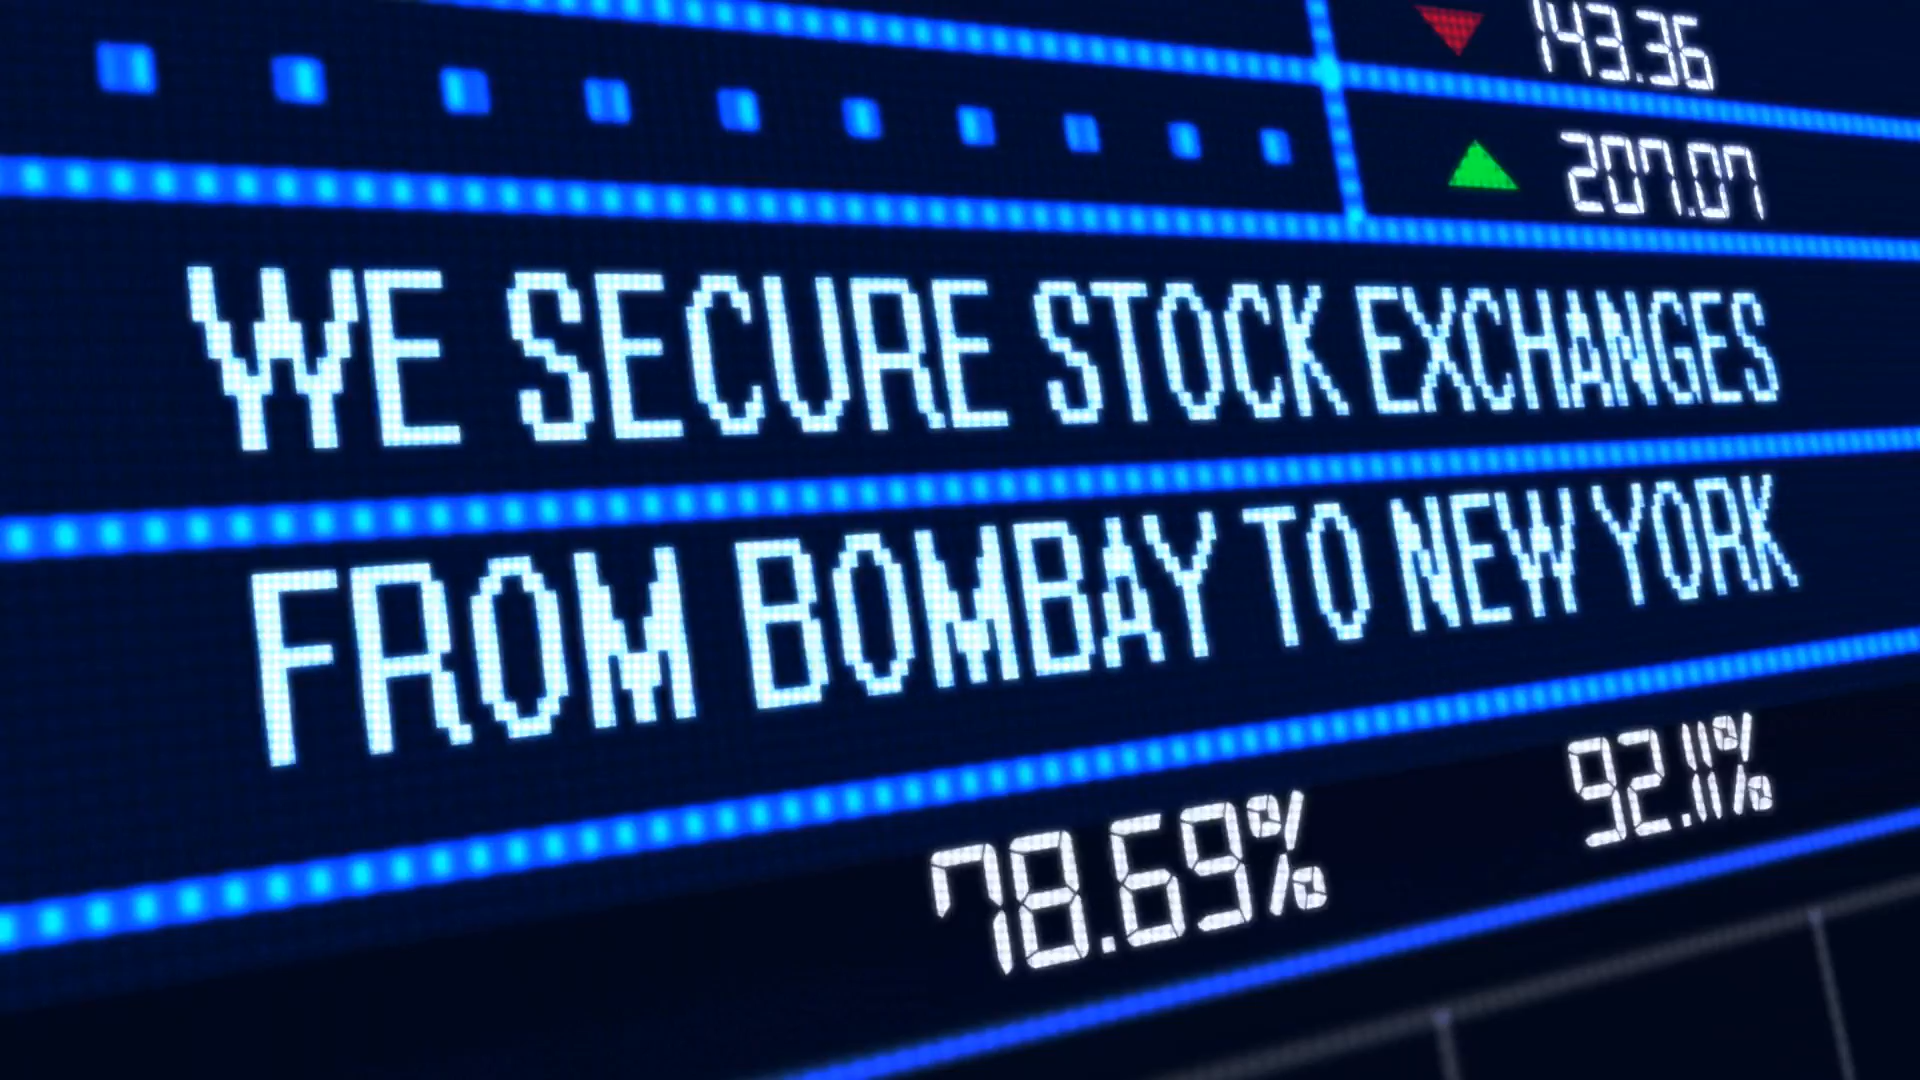 143.36
207.07
WE SECURE STOCK EXCHANGES
FROM BOMBAY TO NEW YORK
78.69%
92.11%